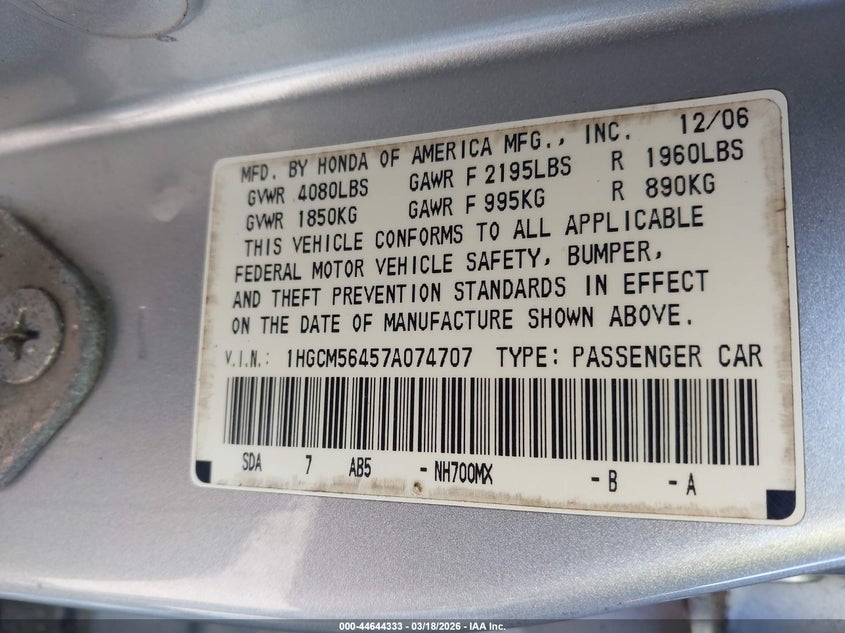 MFD. BY HONDA OF AMERICA MFG., INC. 12/06
GVWR 4080LBS GAWR F 2195LBS R 1960LBS
GVWR 1850KG GAWR F 995KG R 890KG
THIS VEHICLE CONFORMS TO ALL APPLICABLE
FEDERAL MOTOR VEHICLE SAFETY, BUMPER,
AND THEFT PREVENTION STANDARDS IN EFFECT
ON THE DATE OF MANUFACTURE SHOWN ABOVE.
V.I.N.: 1HGCM56457A074707 TYPE: PASSENGER CAR
SDA 7 AB5 -NH700MX -B -A
000-44644333 - 03/18/2026 - IAA Inc.